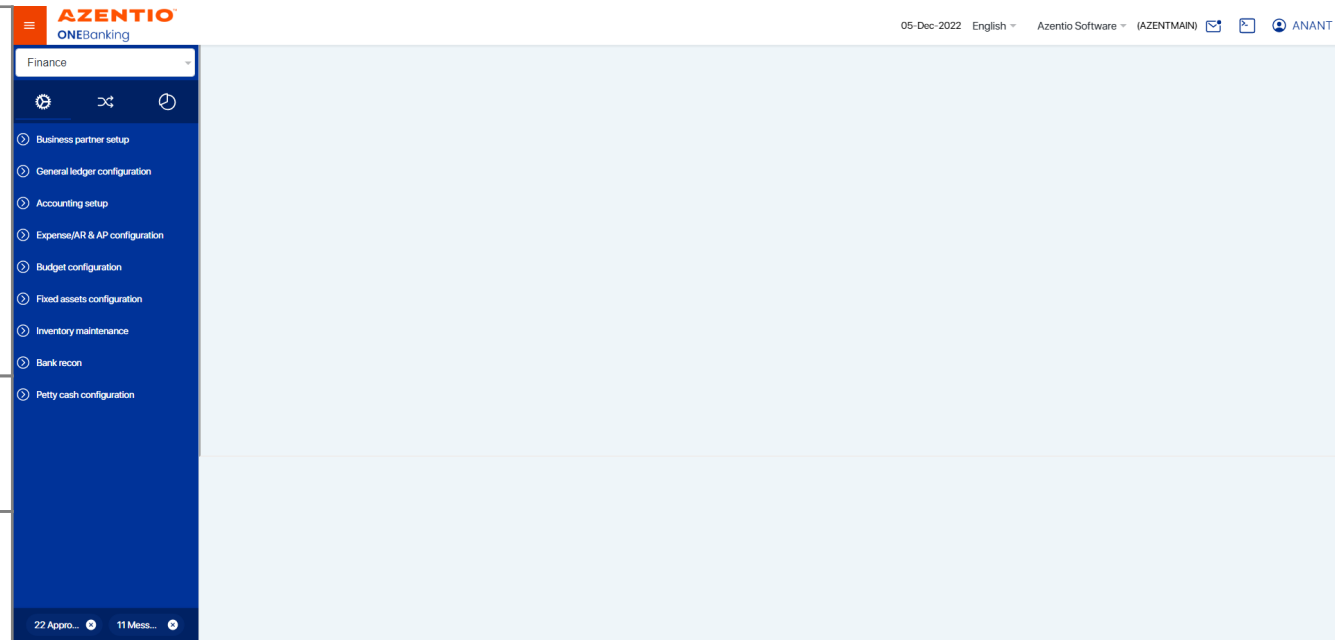 AZENTIO™
ONEBanking
05-Dec-2022 English Azentio Software (AZENTMAIN) ANANT
Finance
Business partner setup
General ledger configuration
Accounting setup
Expense/AR & AP configuration
Budget configuration
Fixed assets configuration
Inventory maintenance
Bank recon
Petty cash configuration
22 Appro... 11 Mess...